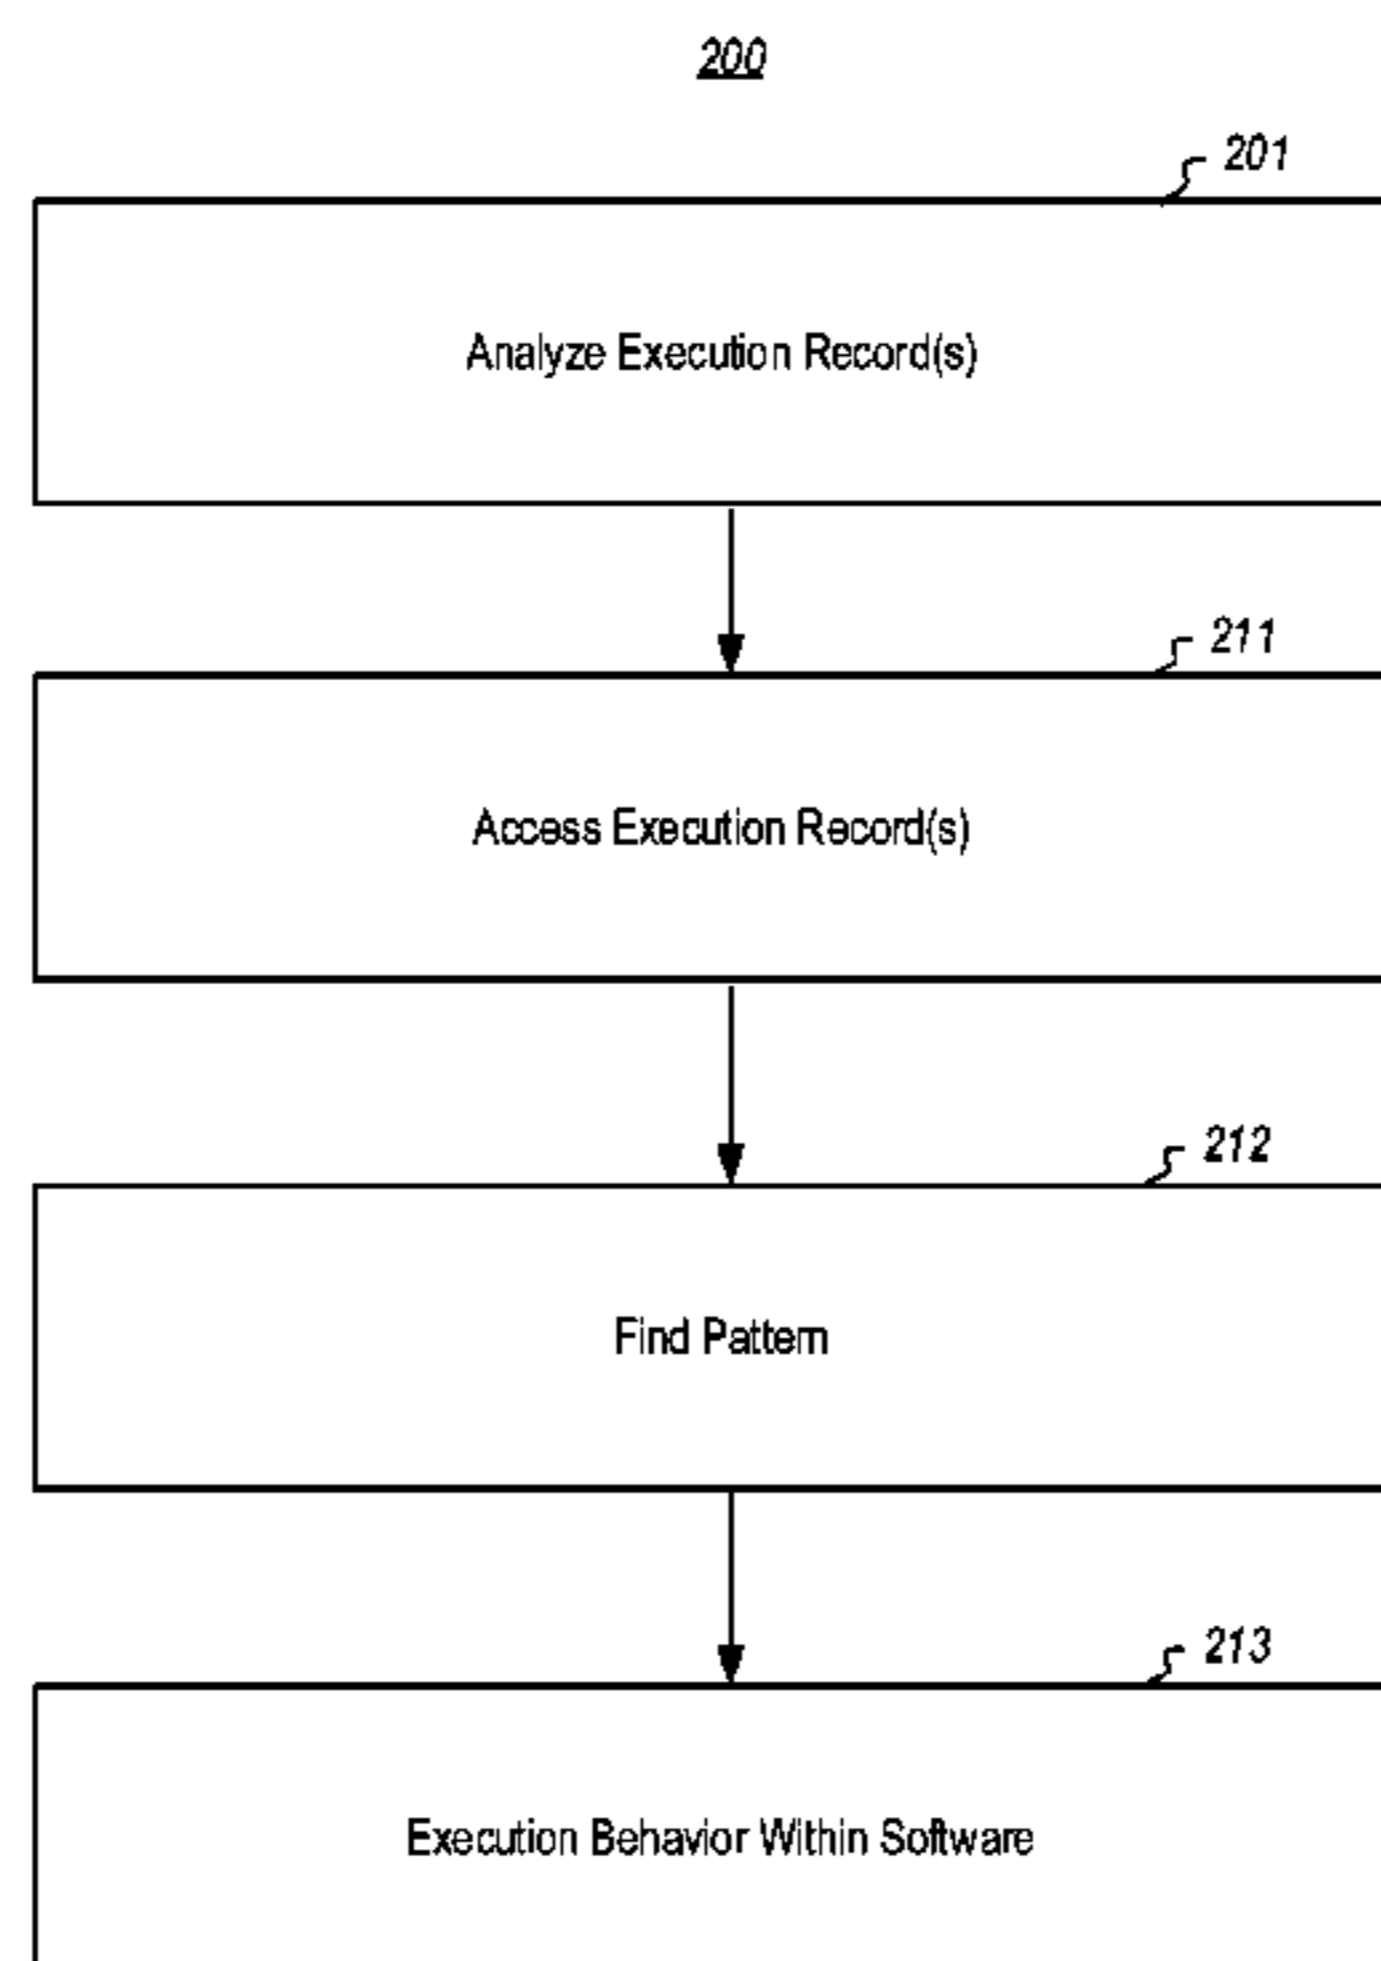 200
201
Analyze Execution Record(s)
211
Access Execution Record(s)
212
Find Pattern
213
Execution Behavior Within Software